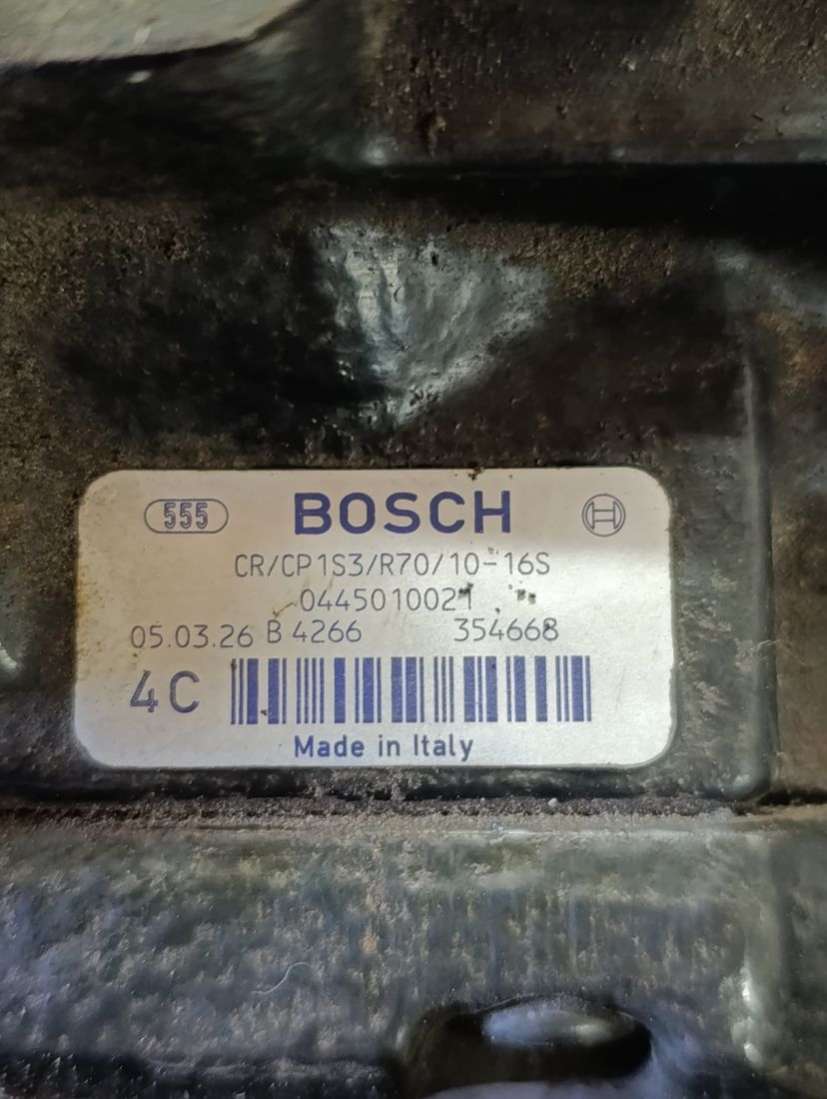 555 BOSCH
CR/CP1S3/R70/10-16S
0445010021
05.03.26 B 4266 354668
4C
Made in Italy